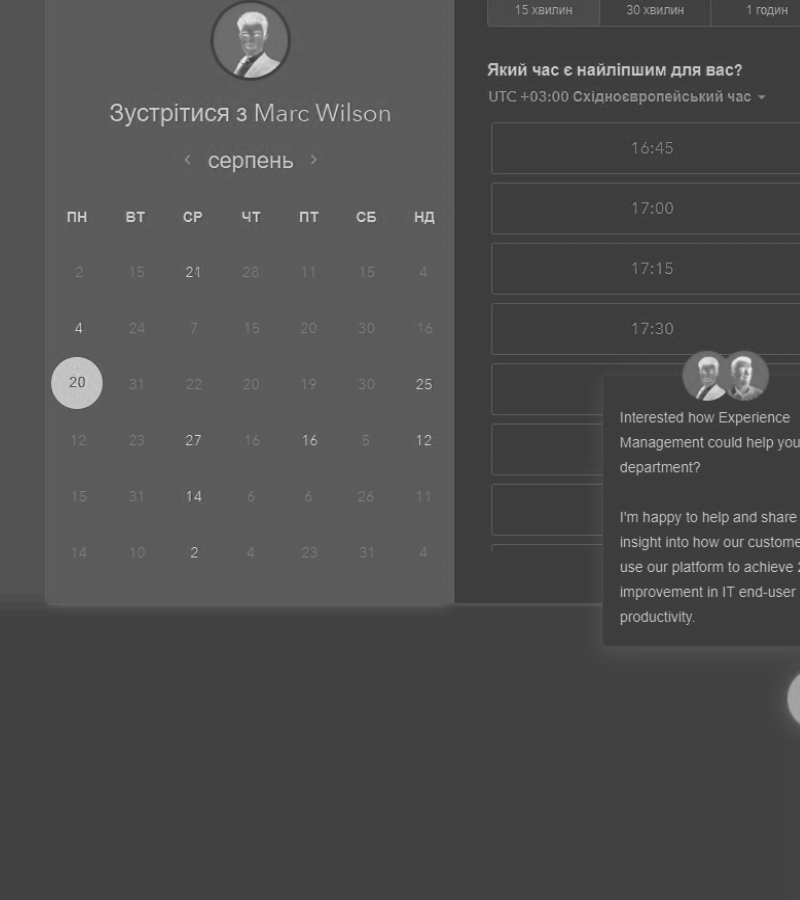 Зустрітися з Marc Wilson
серпень
ПН ВТ СР ЧТ ПТ СБ НД
2 15 21 28 11 15 4
4 24 7 15 20 30 16
20 31 22 20 19 30 25
12 23 27 16 16 5 12
15 31 14 6 6 26 11
14 10 2 4 23 31 4
15 хвилин 30 хвилин 1 годин
Який час є найліпшим для вас?
UTC +03:00 Східноєвропейський час
16:45
17:00
17:15
17:30
Interested how Experience
Management could help you
department?
I'm happy to help and share
insight into how our custome
use our platform to achieve 2
improvement in IT end-user
productivity.